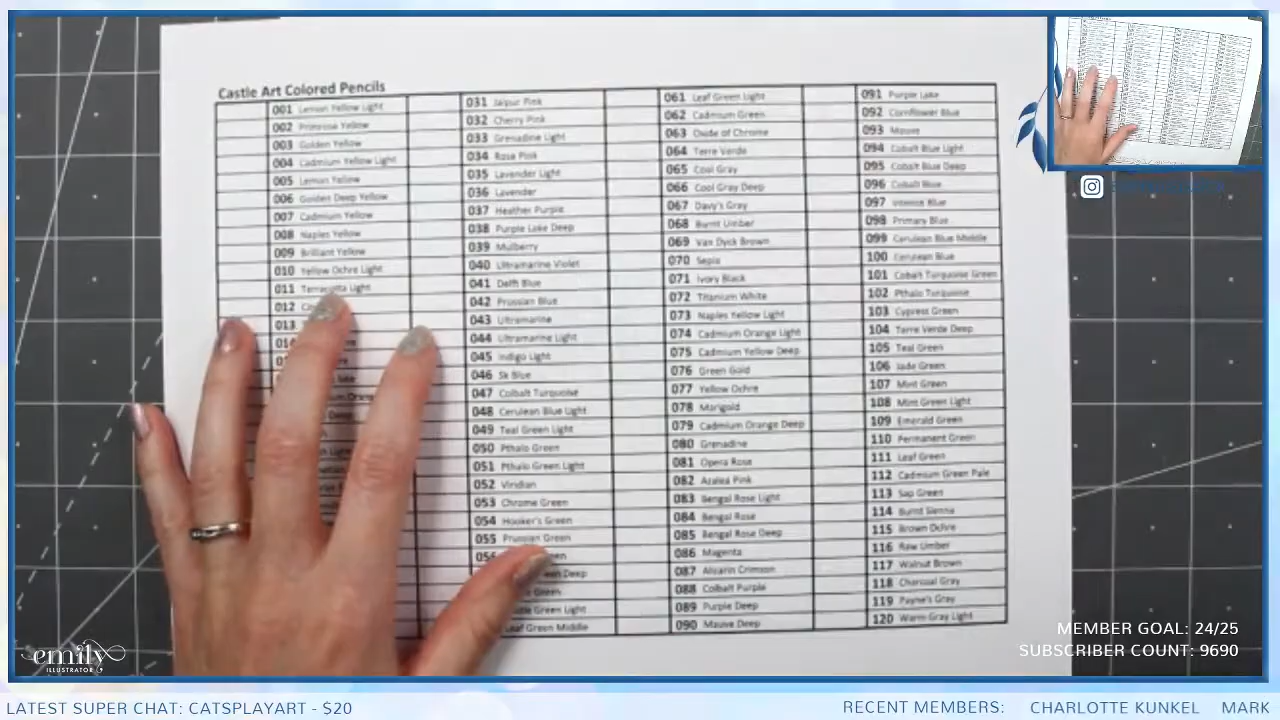 Castle Art Colored Pencils
001 Lemon Yellow Light
002 Primrose Yellow
003 Golden Yellow
004 Cadmium Yellow Light
005 Lemon Yellow
006 Golden Deep Yellow
007 Cadmium Yellow
008 Naples Yellow
009 Brilliant Yellow
010 Yellow Ochre Light
011 Terracotta Light
012
013
031 Jaipur Pink
032 Cherry Pink
033 Grenadine Light
034 Rose Pink
035 Lavender Light
036 Lavender
037 Heather Purple
038 Purple Lake Deep
039 Mulberry
040 Ultramarine Violet
041 Delft Blue
042 Prussian Blue
043 Ultramarine
044 Ultramarine Light
045 Indigo Light
046 Sk Blue
047 Colbalt Turquoise
048 Cerulean Blue Light
049 Teal Green Light
050 Pthalo Green
051 Pthalo Green Light
052 Viridian
053 Chrome Green
054 Hooker's Green
055 Prussian Green
Deep
Green
Green Light
Leaf Green Middle
061 Leaf Green Light
062 Cadmium Green
063 Oxide of Chrome
064 Terre Verte
065 Cool Gray
066 Cool Gray Deep
067 Davy's Gray
068 Burnt Umber
069 Van Dyck Brown
070 Sepia
071 Ivory Black
072 Titanium White
073 Naples Yellow Light
074 Cadmium Orange Light
075 Cadmium Yellow Deep
076 Green Gold
077 Yellow Ochre
078 Marigold
079 Cadmium Orange Deep
080 Grenadine
081 Opera Rose
082 Azalea Pink
083 Bengal Rose Light
084 Bengal Rose
085 Bengal Rose Deep
086 Magenta
087 Alizarin Crimson
088 Colbalt Purple
089 Purple Deep
090 Mauve Deep
091 Purple Lake
092 Cornflower Blue
093 Mauve
094 Cobalt Blue Light
095 Cobalt Blue Deep
096 Cobalt Blue
097 Intense Blue
098 Primary Blue
099 Cerulean Blue Middle
100 Cerulean Blue
101 Cobalt Turquoise Green
102 Pthalo Turquoise
103 Cypress Green
104 Terre Verde Deep
105 Teal Green
106 Jade Green
107 Mint Green
108 Mint Green Light
109 Emerald Green
110 Permanent Green
111 Leaf Green
112 Cadmium Green Pale
113 Sap Green
114 Burnt Sienna
115 Brown Ochre
116 Raw Umber
117 Walnut Brown
118 Charcoal Gray
119 Payne's Gray
120 Warm Gray Light
MEMBER GOAL: 24/25
SUBSCRIBER COUNT: 9690
emily
ILLUSTRATOR
LATEST SUPER CHAT: CATSPLAYART - $20
RECENT MEMBERS: CHARLOTTE KUNKEL MARK